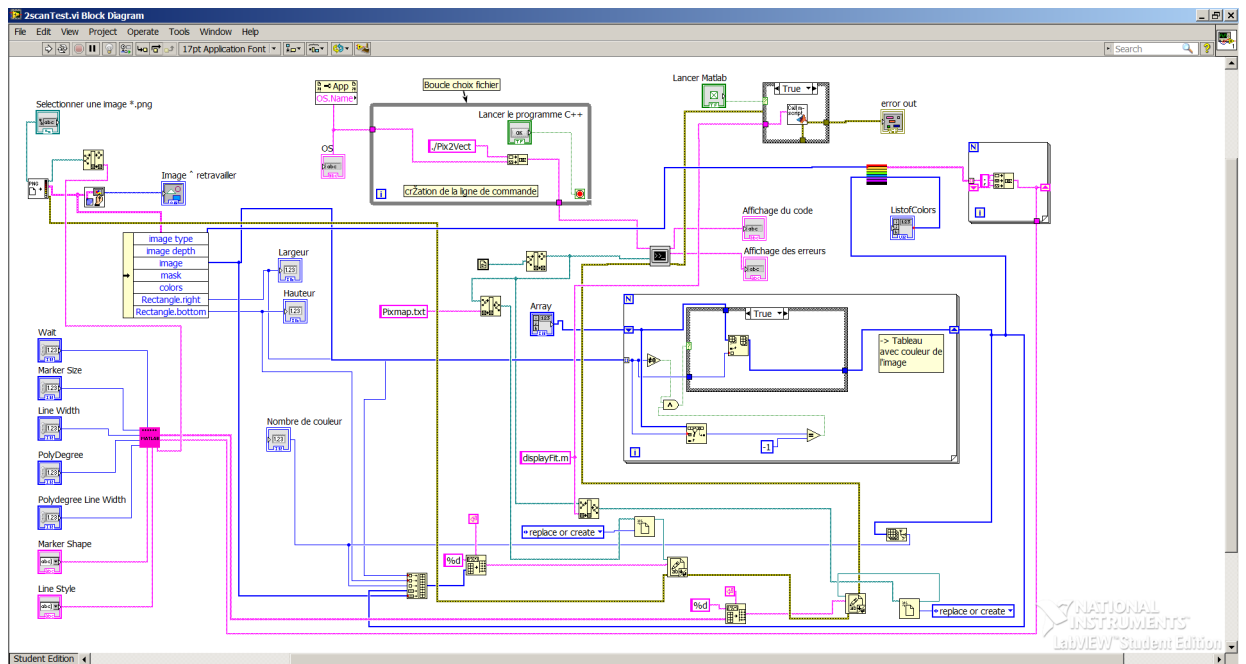 2scanTest.vi Block Diagram
File Edit View Project Operate Tools Window Help
17pt Application Font
Search
Selectionner une image *.png
App
OS.Name
OS
Boucle choix fichier
Lancer le programme C++
./Pix2Vect
crŽation de la ligne de commande
Lancer Matlab
True
error out
Image ˆ retravailler
image type
image depth
image
mask
colors
Rectangle.right
Rectangle.bottom
Largeur
Hauteur
Affichage du code
Affichage des erreurs
ListofColors
Pixmap.txt
Array
True
-> Tableau
avec couleur de
l'image
-1
Wait
Marker Size
Line Width
PolyDegree
Polydegree Line Width
Marker Shape
Line Style
MATLAB
Nombre de couleur
displayFit.m
replace or create
%d
%d
replace or create
NATIONAL
INSTRUMENTS
LabVIEW™ Student Edition
Student Edition